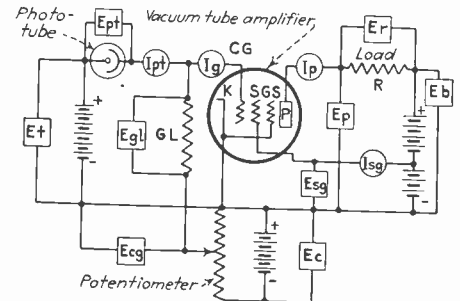 Photo-
tube
Ept
Vacuum tube amplifier
Ipt
Ig
CG
Ip
Er
Load
R
K
SGS
P
Et
+
-
Egl
GL
Ep
Eb
+
-
Esg
Isg
Ecg
Potentiometer
+
-
Ec